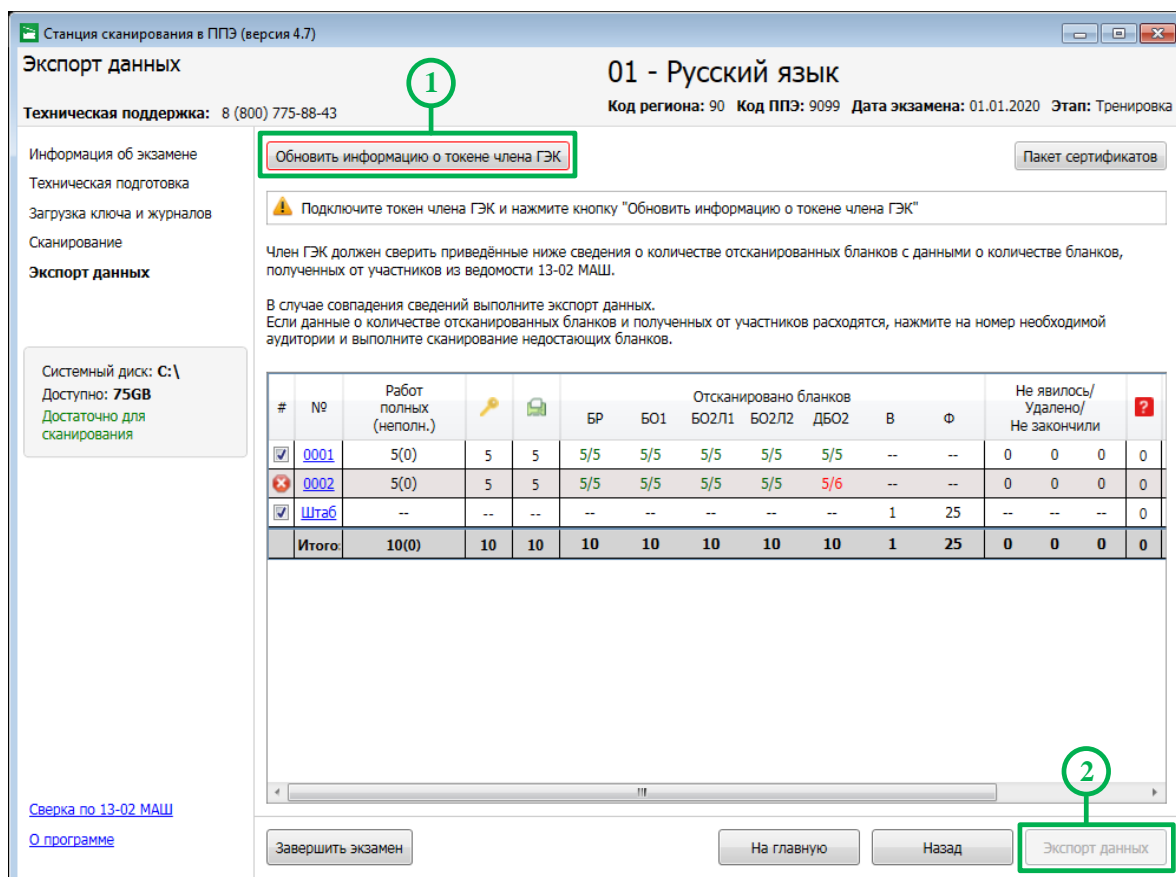 Станция сканирования в ППЭ (версия 4.7)
Экспорт данных
01 - Русский язык
Техническая поддержка: 8 (800) 775-88-43
Код региона: 90 Код ППЭ: 9099 Дата экзамена: 01.01.2020 Этап: Тренировка
1
Информация об экзамене
Техническая подготовка
Загрузка ключа и журналов
Сканирование
Экспорт данных
Системный диск: C:\
Доступно: 75GB
Достаточно для
сканирования
Сверка по 13-02 МАШ
О программе
Обновить информацию о токене члена ГЭК
Пакет сертификатов
Подключите токен члена ГЭК и нажмите кнопку "Обновить информацию о токене члена ГЭК"
Член ГЭК должен сверить приведённые ниже сведения о количестве отсканированных бланков с данными о количестве бланков,
полученных от участников из ведомости 13-02 МАШ.
В случае совпадения сведений выполните экспорт данных.
Если данные о количестве отсканированных бланков и полученных от участников расходятся, нажмите на номер необходимой
аудитории и выполните сканирование недостающих бланков.
# № Работ полных (неполн.) Отсканировано бланков Не явилось/ Удалено/ Не закончили ?
БР БО1 БО2Л1 БО2Л2 ДБО2 В Ф
0001 5(0) 5 5 5/5 5/5 5/5 5/5 5/5 -- -- 0 0 0 0
0002 5(0) 5 5 5/5 5/5 5/5 5/5 5/6 -- -- 0 0 0 0
Штаб -- -- -- -- -- -- -- -- 1 25 -- -- -- 0
Итого: 10(0) 10 10 10 10 10 10 10 1 25 0 0 0 0
2
Завершить экзамен
На главную
Назад
Экспорт данных